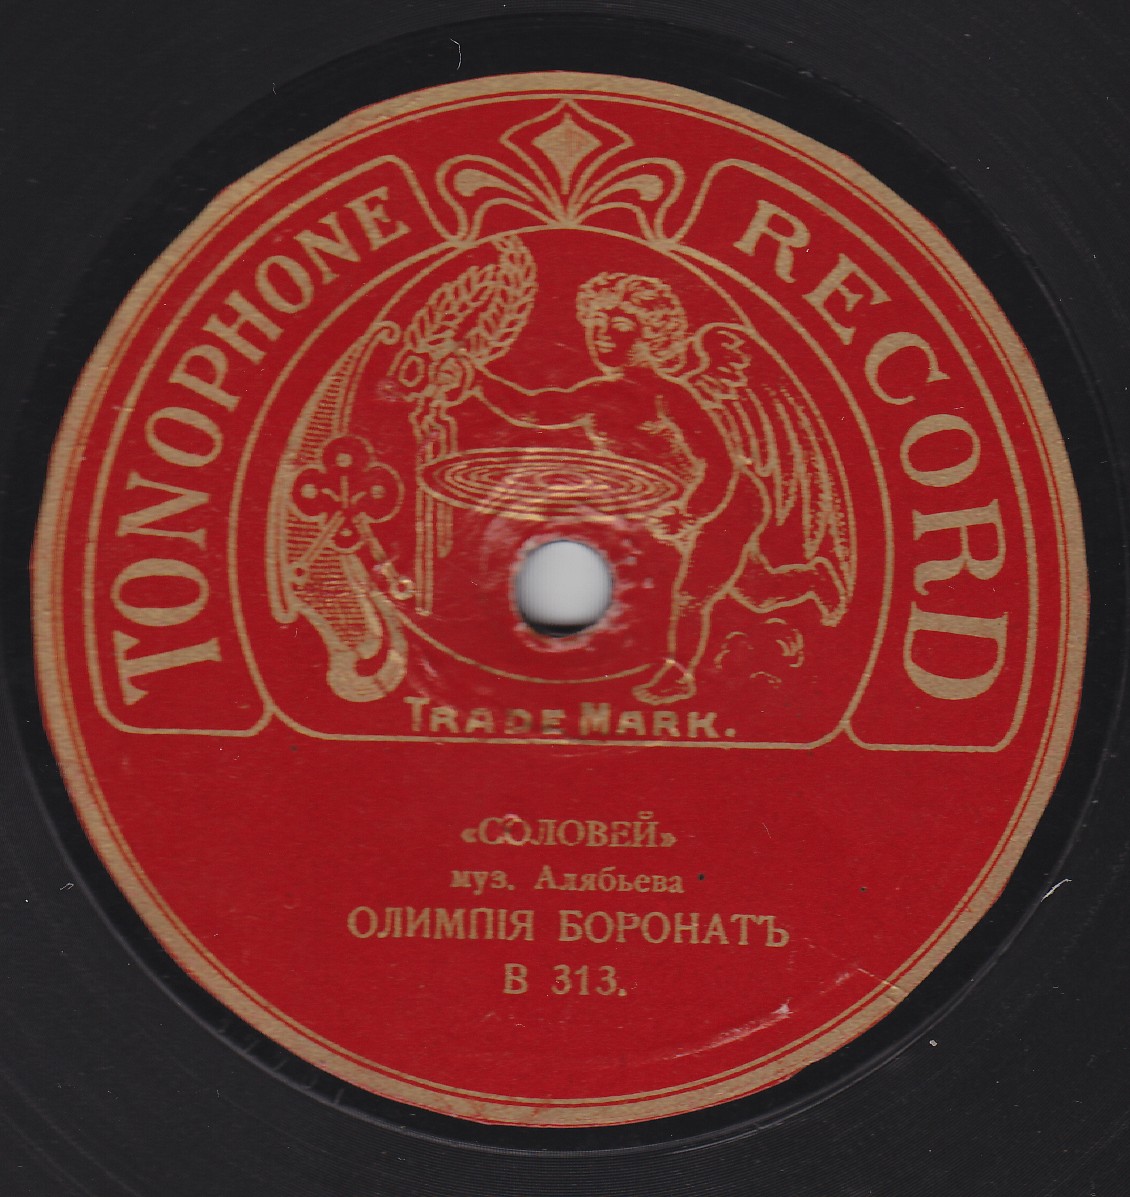 TONOPHONE RECORD
TRADE MARK.
«СОЛОВЕЙ»
муз. Алябьева
ОЛИМПІЯ БОРОНАТЪ
В 313.